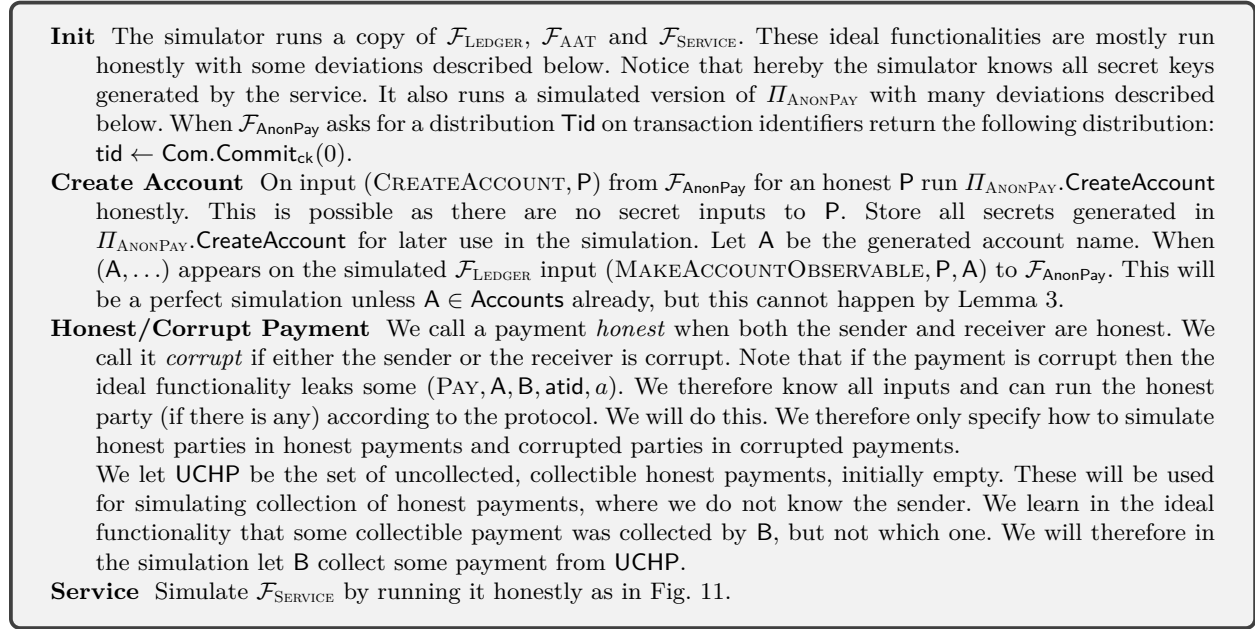 Init The simulator runs a copy of F_LEDGER, F_AAT and F_SERVICE. These ideal functionalities are mostly run
honestly with some deviations described below. Notice that hereby the simulator knows all secret keys
generated by the service. It also runs a simulated version of Π_ANONPAY with many deviations described
below. When F_AnonPay asks for a distribution Tid on transaction identifiers return the following distribution:
tid ← Com.Commit_ck(0).
Create Account On input (CREATEACCOUNT, P) from F_AnonPay for an honest P run Π_ANONPAY.CreateAccount
honestly. This is possible as there are no secret inputs to P. Store all secrets generated in
Π_ANONPAY.CreateAccount for later use in the simulation. Let A be the generated account name. When
(A, . . .) appears on the simulated F_LEDGER input (MAKEACCOUNTOBSERVABLE, P, A) to F_AnonPay. This will
be a perfect simulation unless A ∈ Accounts already, but this cannot happen by Lemma 3.
Honest/Corrupt Payment We call a payment honest when both the sender and receiver are honest. We
call it corrupt if either the sender or the receiver is corrupt. Note that if the payment is corrupt then the
ideal functionality leaks some (PAY, A, B, atid, a). We therefore know all inputs and can run the honest
party (if there is any) according to the protocol. We will do this. We therefore only specify how to simulate
honest parties in honest payments and corrupted parties in corrupted payments.
We let UCHP be the set of uncollected, collectible honest payments, initially empty. These will be used
for simulating collection of honest payments, where we do not know the sender. We learn in the ideal
functionality that some collectible payment was collected by B, but not which one. We will therefore in
the simulation let B collect some payment from UCHP.
Service Simulate F_SERVICE by running it honestly as in Fig. 11.